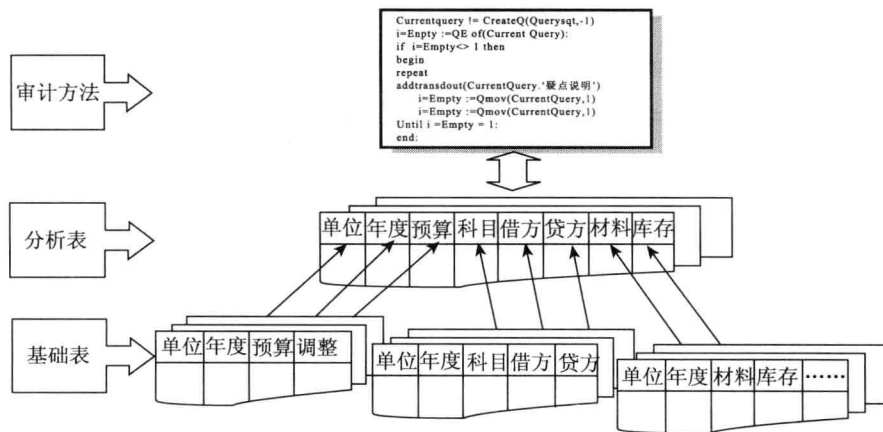 Currentquery != CreateQ(Querysqt,-1)
i=Enpty :=QE of(Current Query):
if i=Empty<> 1 then
begin
repeat
addtransdout(CurrentQuery.‘疑点说明’)
i=Empty :=Qmov(CurrentQuery,1)
i=Empty :=Qmov(CurrentQuery,1)
Until i =Empty = 1:
end:
审计方法
分析表
单位 年度 预算 科目 借方 贷方 材料 库存
基础表
单位 年度 预算 调整
单位 年度 科目 借方 贷方
单位 年度 材料 库存 ……